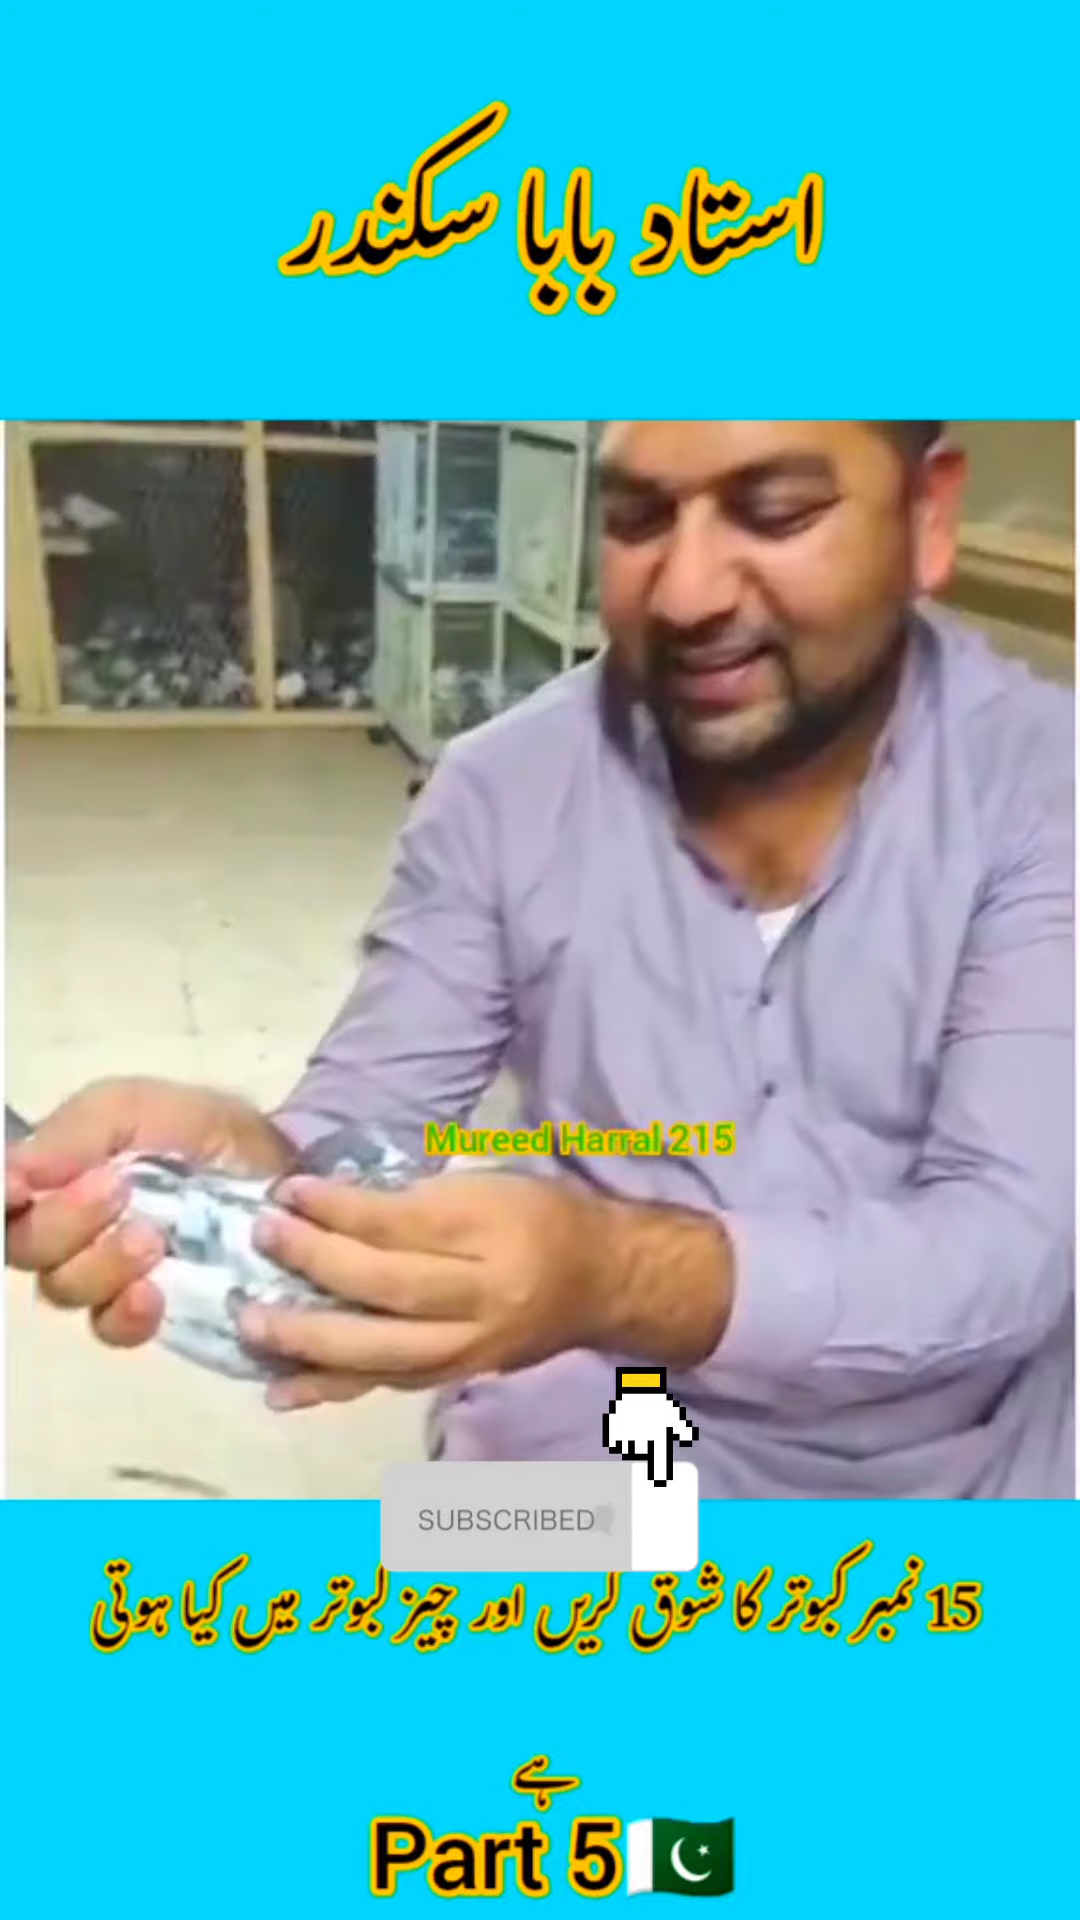 استاد بابا سکندر
Mureed Harral 215
SUBSCRIBED
15 نمبر کبوتر کا شوق کریں اور چیز کبوتر میں کیا ہوتی
ہے
Part 5